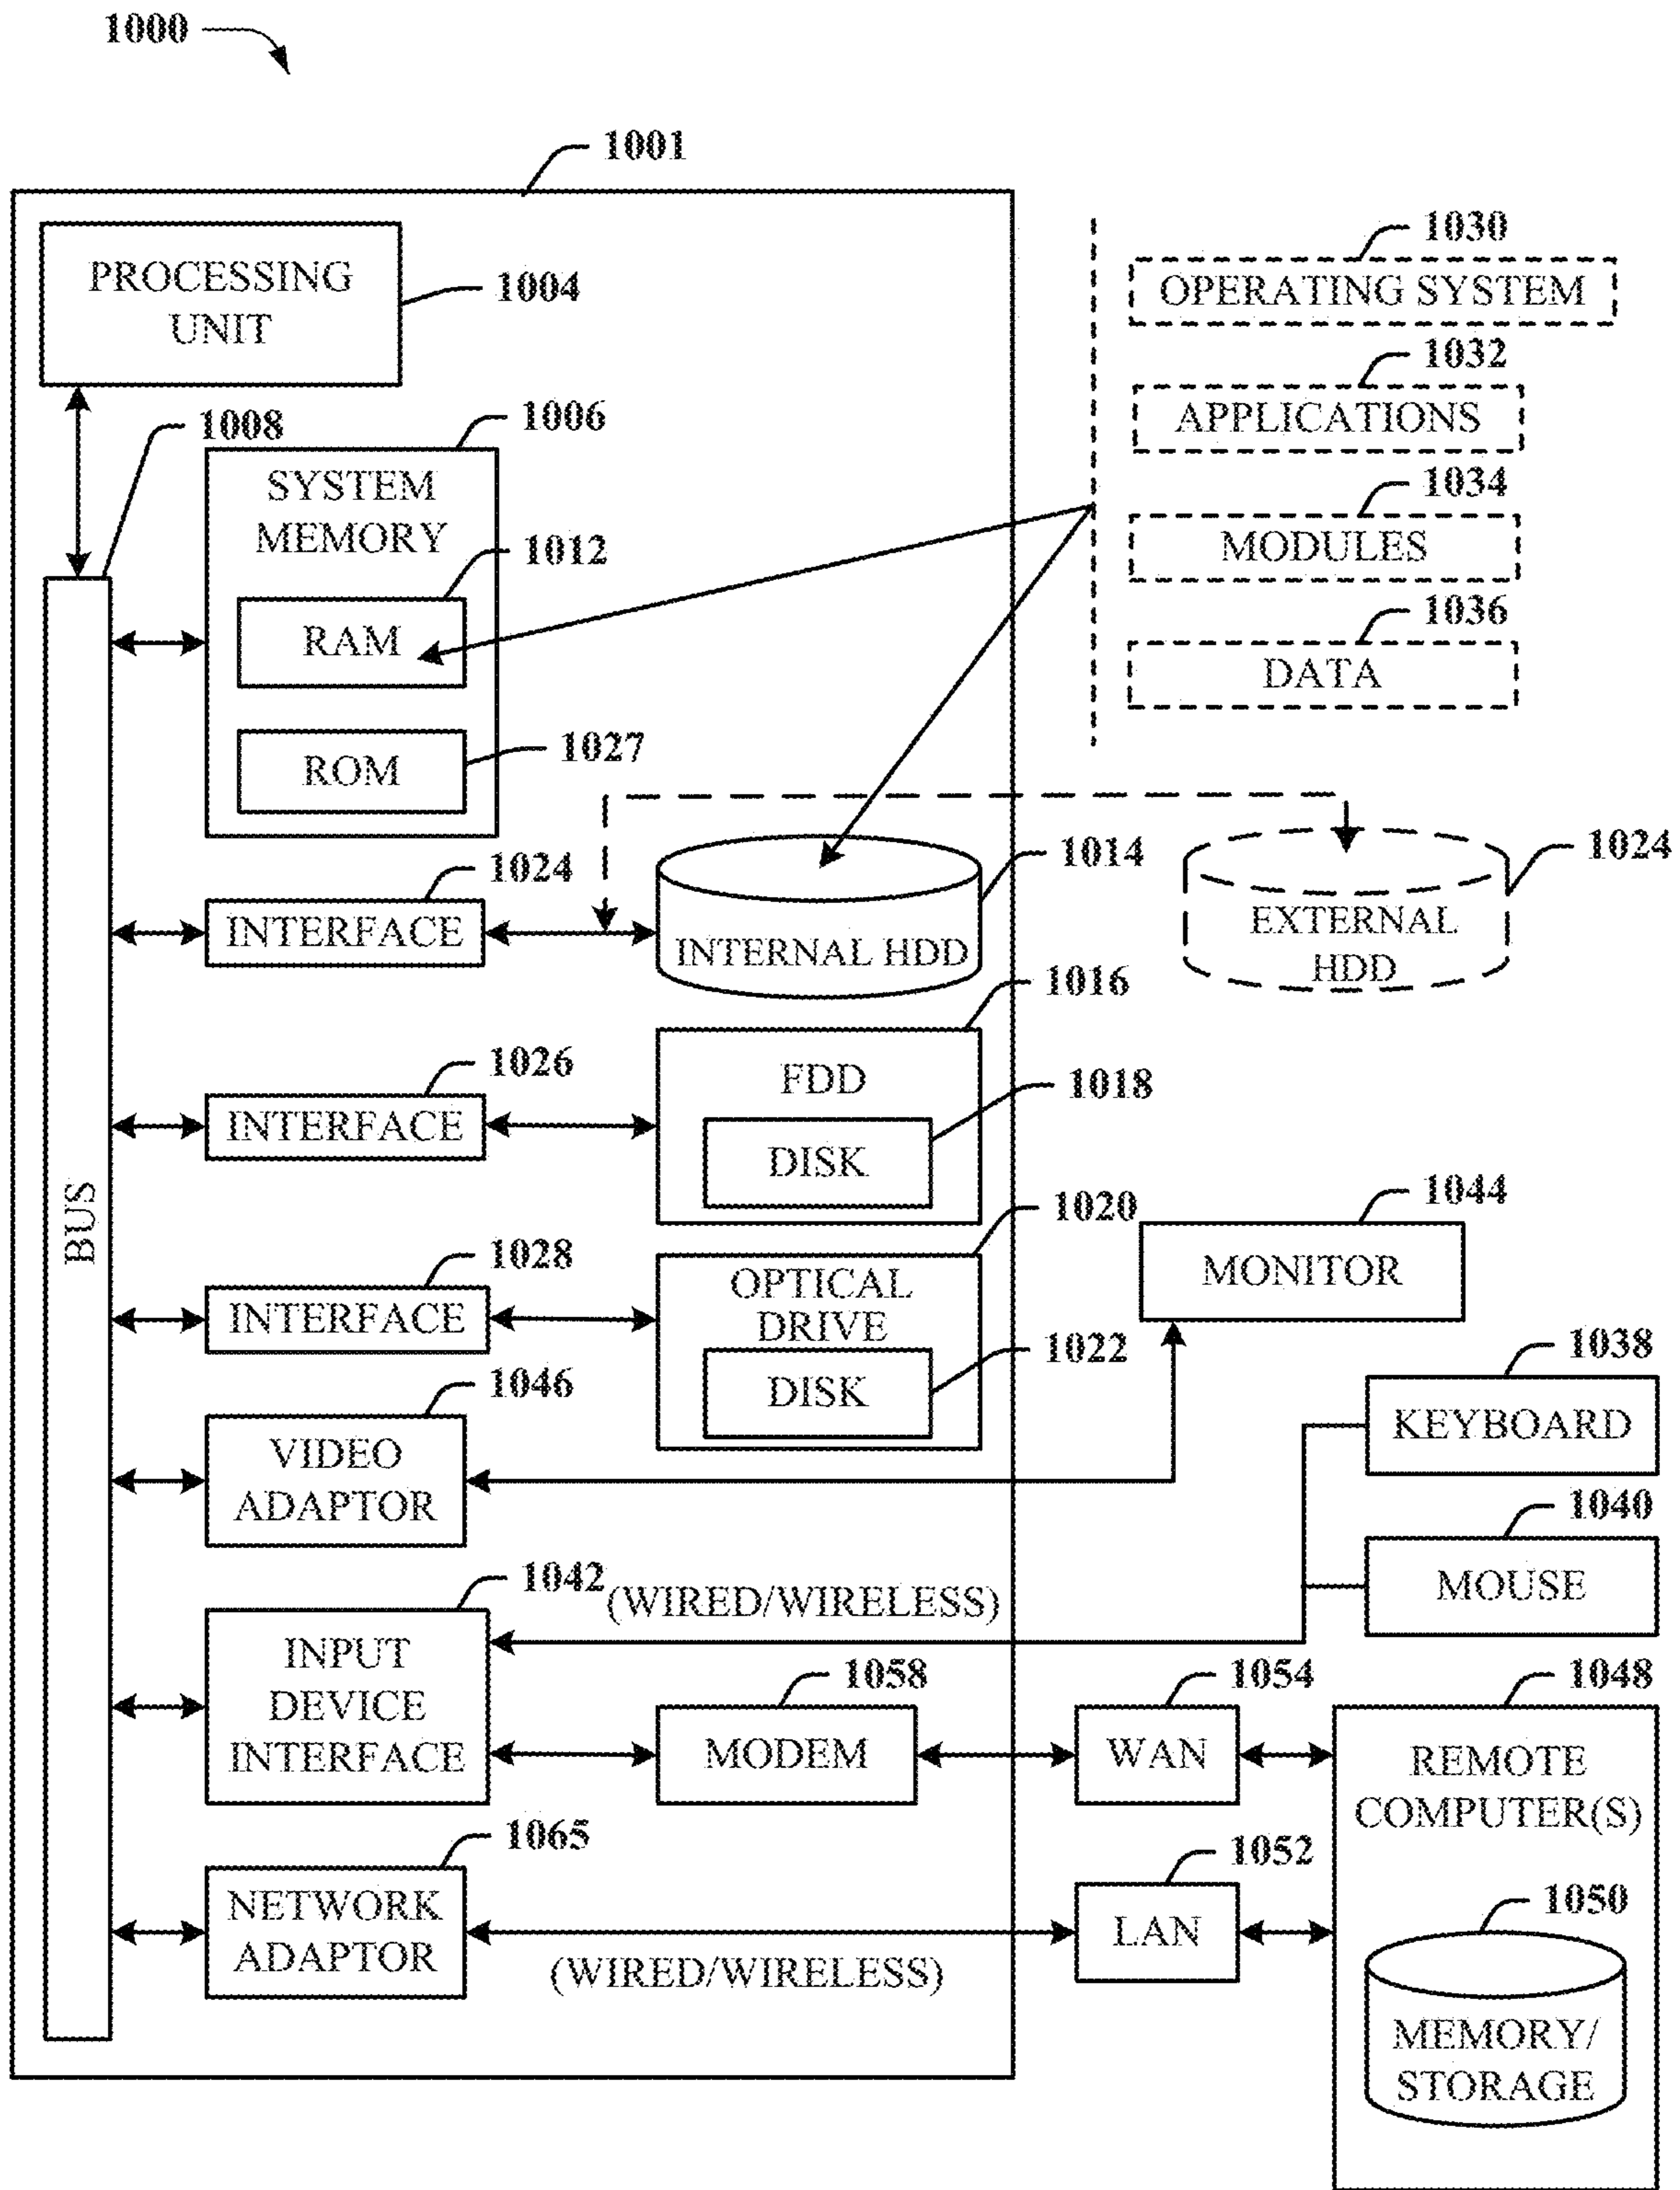 1000
1001
PROCESSING
UNIT
1004
1008
1006
SYSTEM
MEMORY
1012
RAM
ROM
1027
1030
OPERATING SYSTEM
1032
APPLICATIONS
1034
MODULES
1036
DATA
1024
INTERFACE
1014
INTERNAL HDD
1024
EXTERNAL
HDD
1026
INTERFACE
1016
FDD
1018
DISK
BUS
1028
INTERFACE
1020
OPTICAL
DRIVE
1022
DISK
1044
MONITOR
1046
VIDEO
ADAPTOR
1038
KEYBOARD
1040
MOUSE
1042
(WIRED/WIRELESS)
INPUT
DEVICE
INTERFACE
1058
MODEM
1054
WAN
1048
REMOTE
COMPUTER(S)
1065
NETWORK
ADAPTOR
(WIRED/WIRELESS)
1052
LAN
1050
MEMORY/
STORAGE